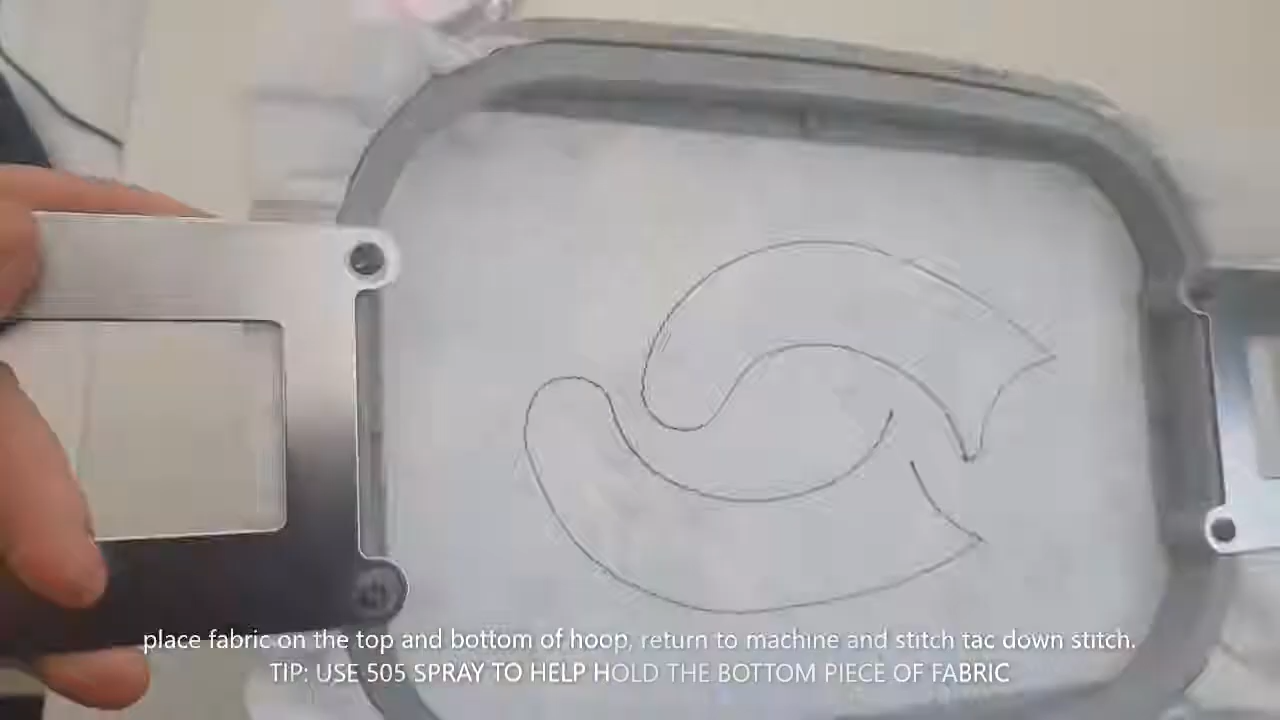 place fabric on the top and bottom of hoop, return to machine and stitch tac down stitch.
TIP: USE 505 SPRAY TO HELP HOLD THE BOTTOM PIECE OF FABRIC